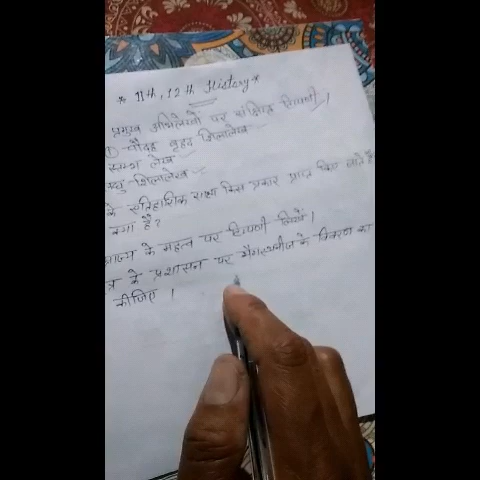 * 11th, 12th History *
प्रमुख अभिलेखों पर संक्षिप्त टिप्पणी /
① चौदह वृहद शिलालेख
स्तम्भ लेख
लघु शिलालेख
के ऐतिहासिक साक्ष्य किस प्रकार प्राप्त किए जाते हैं
क्या है?
के महत्व पर टिप्पणी लिखें।
के प्रशासन पर मैगस्थनीज के विवरण का
कीजिए ।